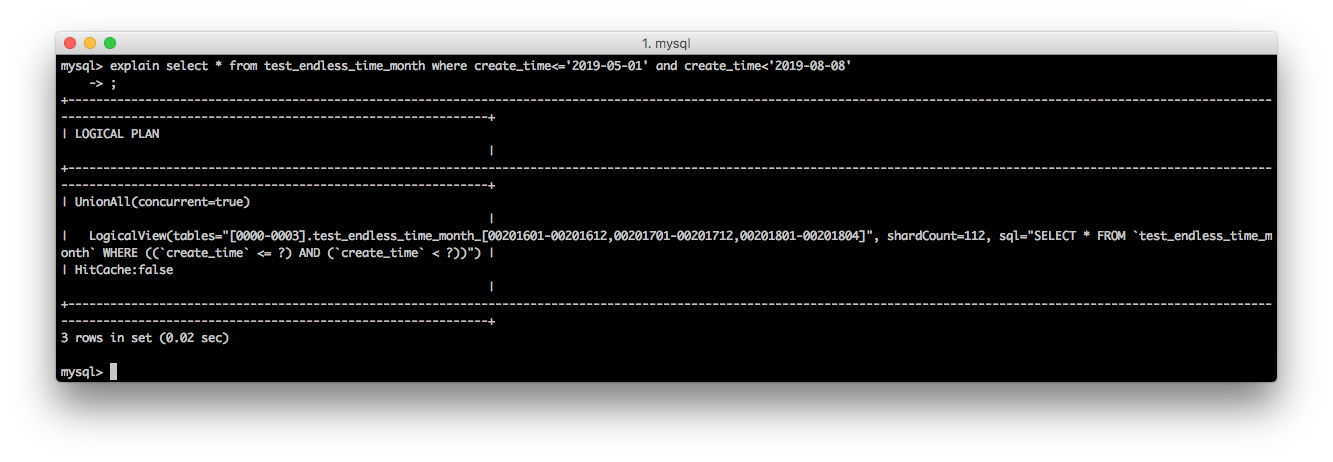 1. mysql
mysql> explain select * from test_endless_time_month where create_time<='2019-05-01' and create_time<'2019-08-08'
    -> ;
+----------------------------------------------------------------------------------------------------------------------------------------------------------------------------
-------------------------------------------------------------+
| LOGICAL PLAN
                                                             |
+----------------------------------------------------------------------------------------------------------------------------------------------------------------------------
-------------------------------------------------------------+
| UnionAll(concurrent=true)
                                                             |
|   LogicalView(tables="[0000-0003].test_endless_time_month_[00201601-00201612,00201701-00201712,00201801-00201804]", shardCount=112, sql="SELECT * FROM `test_endless_time_m
onth` WHERE ((`create_time` <= ?) AND (`create_time` < ?))") |
| HitCache:false
                                                             |
+----------------------------------------------------------------------------------------------------------------------------------------------------------------------------
-------------------------------------------------------------+
3 rows in set (0.02 sec)
mysql>